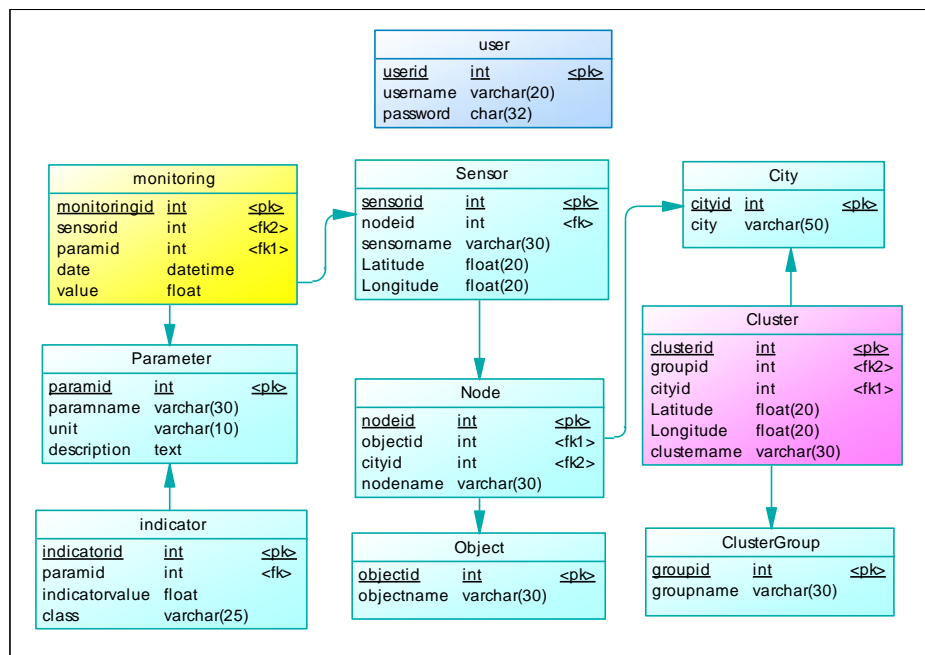 user
userid int <pk>
username varchar(20)
password char(32)
monitoring
monitoringid int <pk>
sensorid int <fk2>
paramid int <fk1>
date datetime
value float
Sensor
sensorid int <pk>
nodeid int <fk>
sensorname varchar(30)
Latitude float(20)
Longitude float(20)
City
cityid int <pk>
city varchar(50)
Parameter
paramid int <pk>
paramname varchar(30)
unit varchar(10)
description text
Node
nodeid int <pk>
objectid int <fk1>
cityid int <fk2>
nodename varchar(30)
Cluster
clusterid int <pk>
groupid int <fk2>
cityid int <fk1>
Latitude float(20)
Longitude float(20)
clustername varchar(30)
indicator
indicatorid int <pk>
paramid int <fk>
indicatorvalue float
class varchar(25)
Object
objectid int <pk>
objectname varchar(30)
ClusterGroup
groupid int <pk>
groupname varchar(30)